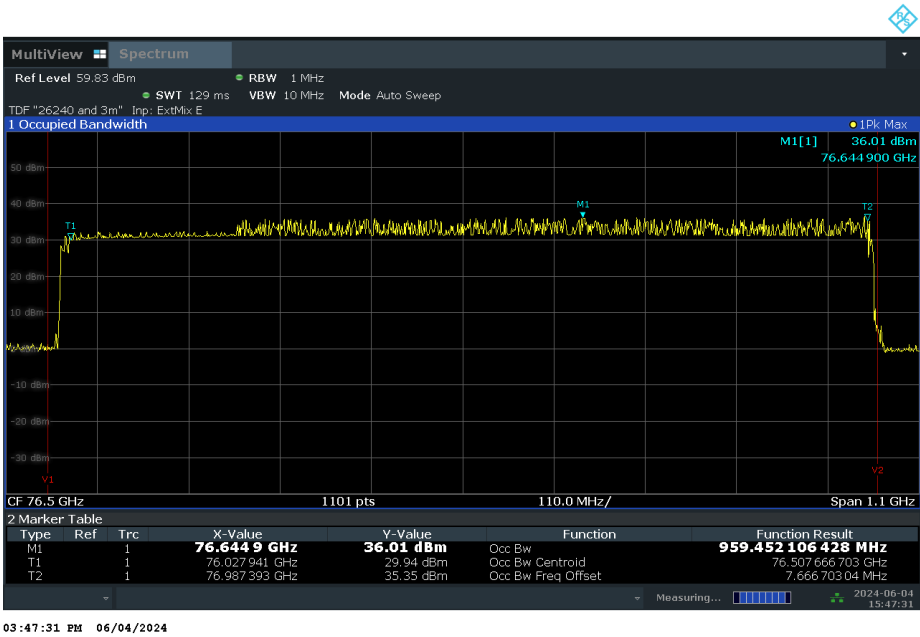 R&S
MultiView Spectrum
Ref Level 59.83 dBm RBW 1 MHz
SWT 129 ms VBW 10 MHz Mode Auto Sweep
TDF "26240 and 3m" Inp: ExtMix E
1 Occupied Bandwidth 1Pk Max
M1[1] 36.01 dBm
76.644 900 GHz
50 dBm
40 dBm
M1
T2
T1
30 dBm
20 dBm
10 dBm
-10 dBm
-20 dBm
-30 dBm
V1 V2
CF 76.5 GHz 1101 pts 110.0 MHz/ Span 1.1 GHz
2 Marker Table
Type Ref Trc X-Value Y-Value Function Function Result
M1 1 76.644 9 GHz 36.01 dBm Occ Bw 959.452 106 428 MHz
T1 1 76.027 941 GHz 29.94 dBm Occ Bw Centroid 76.507 666 703 GHz
T2 1 76.987 393 GHz 35.35 dBm Occ Bw Freq Offset 7.666 703 04 MHz
Measuring... 2024-06-04
15:47:31
03:47:31 PM 06/04/2024